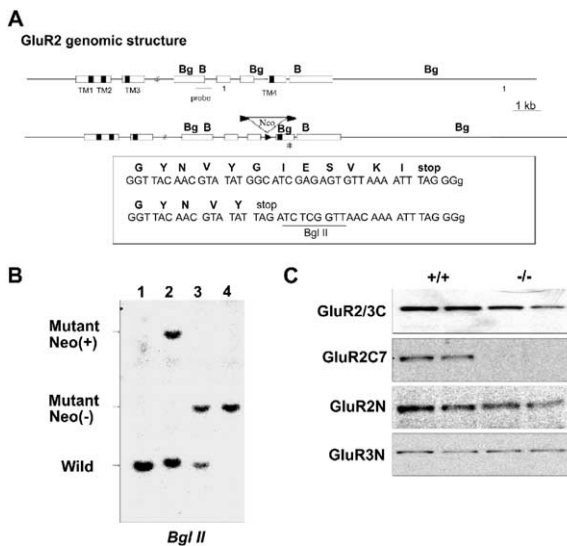 A
GluR2 genomic structure
Bg B Bg B Bg
TM1 TM2 TM3 probe 1 TM4 1
1 kb
Neo
Bg B Bg B Bg
*
G Y N V Y G I E S V K I stop
GGT TAC AAC GTA TAT GGC ATC GAG AGT GTT AAA ATT TAG GGg
G Y N V Y stop
GGT TAC AAC GTA TAT TAG ATC TCG GTT AAC AAA ATT TAG GGg
Bgl II
B
1 2 3 4
Mutant
Neo(+)
Mutant
Neo(-)
Wild
Bgl II
C
+/+ -/-
GluR2/3C
GluR2C7
GluR2N
GluR3N